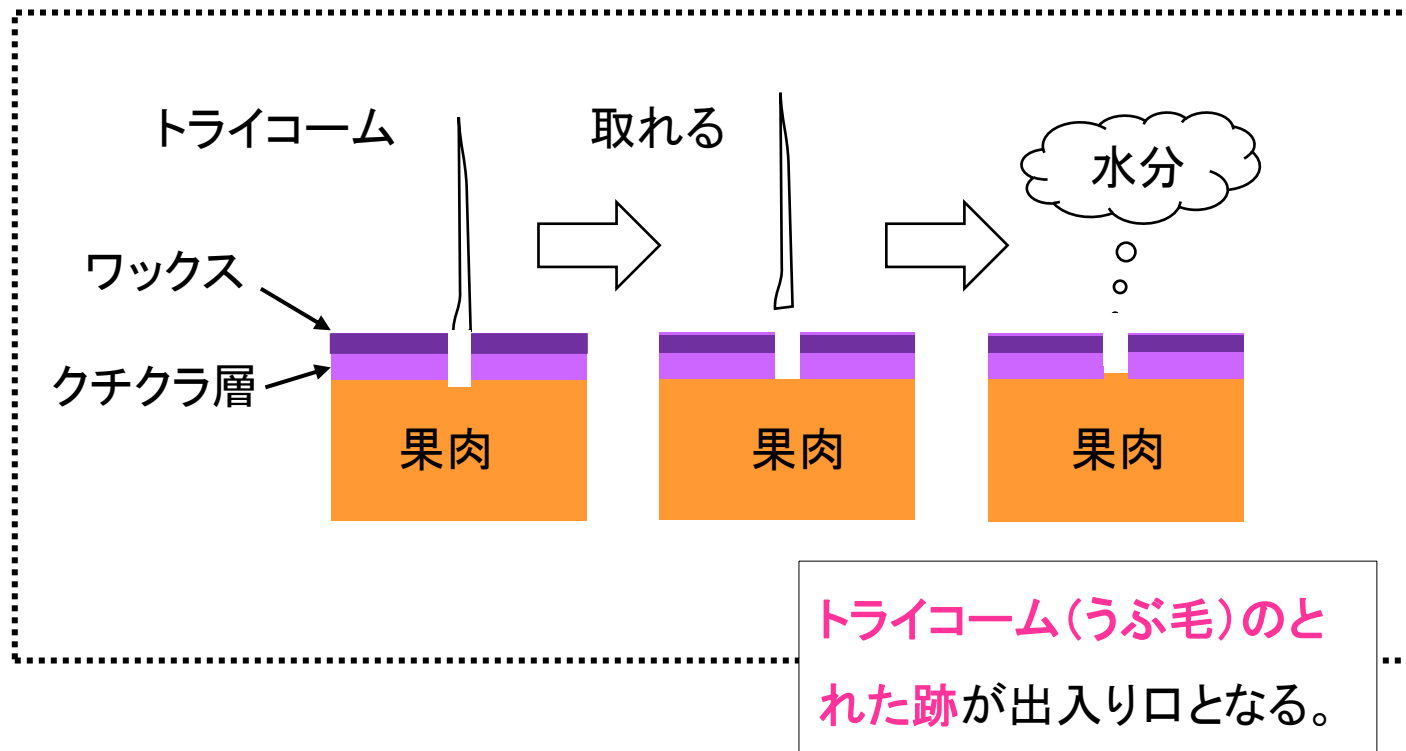 トライコーム
取れる
水分
ワックス
クチクラ層
果肉
果肉
果肉
トライコーム(うぶ毛)のと
れた跡が出入り口となる。